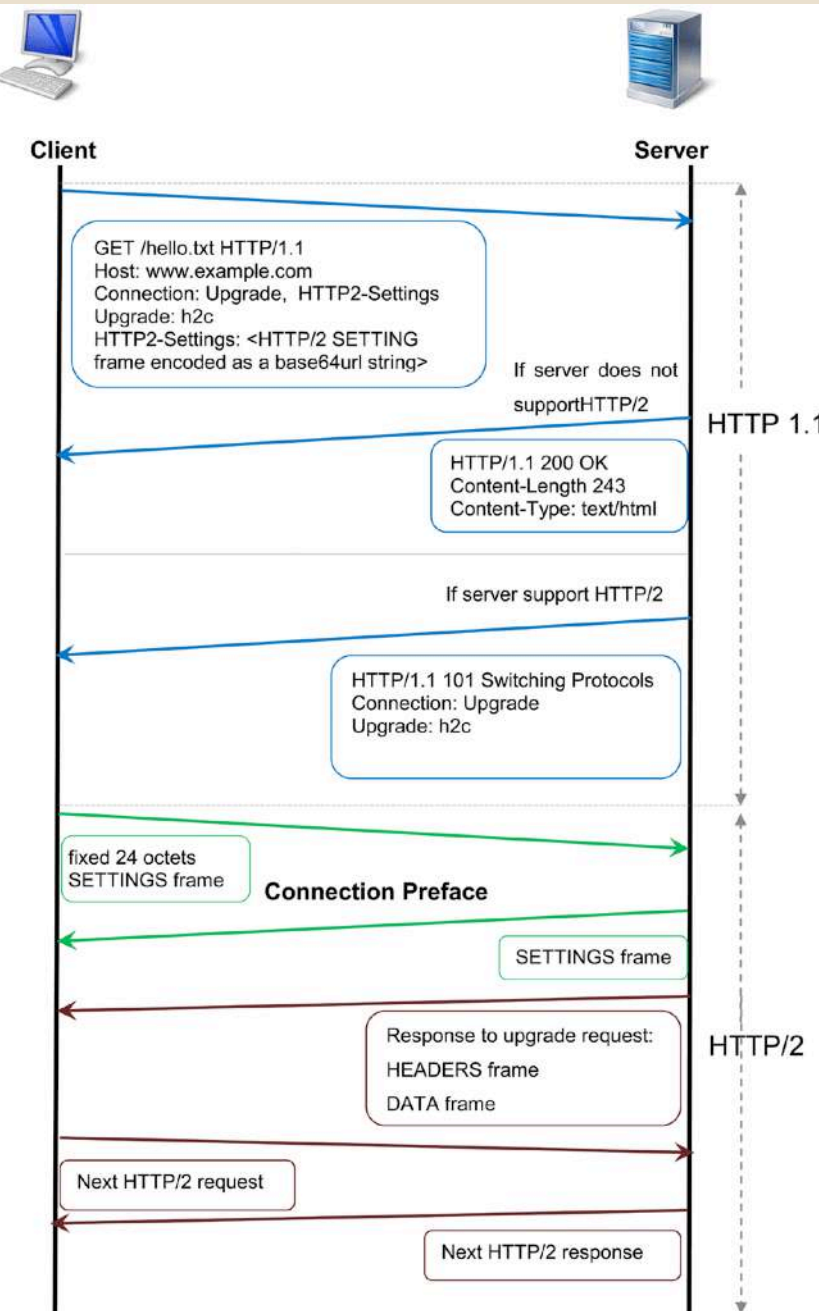 Client
Server
GET /hello.txt HTTP/1.1
Host: www.example.com
Connection: Upgrade, HTTP2-Settings
Upgrade: h2c
HTTP2-Settings: <HTTP/2 SETTING
frame encoded as a base64url string>
If server does not
supportHTTP/2
HTTP 1.1
HTTP/1.1 200 OK
Content-Length 243
Content-Type: text/html
If server support HTTP/2
HTTP/1.1 101 Switching Protocols
Connection: Upgrade
Upgrade: h2c
fixed 24 octets
SETTINGS frame
Connection Preface
SETTINGS frame
Response to upgrade request:
HEADERS frame
DATA frame
HTTP/2
Next HTTP/2 request
Next HTTP/2 response